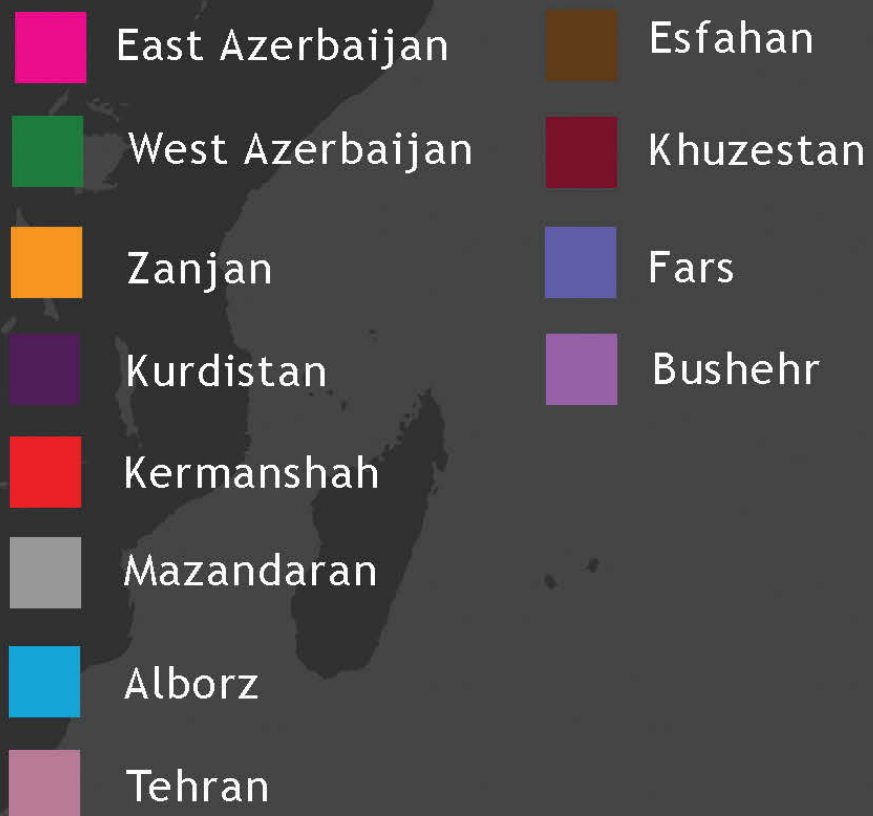 East Azerbaijan
West Azerbaijan
Zanjan
Kurdistan
Kermanshah
Mazandaran
Alborz
Tehran
Esfahan
Khuzestan
Fars
Bushehr